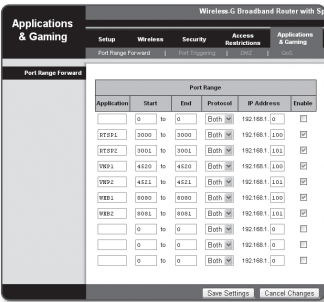 Wireless-G Broadband Router with Sp
Applications & Gaming
Setup Wireless Security Access Restrictions Applications & Gaming
Port Range Forward | Port Triggering | DMZ | QoS
Port Range Forward
Port Range
Application Start End Protocol IP Address Enable
0 to 0 Both 192.168.1. 0
RTSP1 3000 to 3000 Both 192.168.1. 100
RTSP2 3001 to 3001 Both 192.168.1. 101
VNP1 4520 to 4520 Both 192.168.1. 100
VNP2 4521 to 4521 Both 192.168.1. 101
WEB1 8080 to 8080 Both 192.168.1. 100
WEB2 8081 to 8081 Both 192.168.1. 101
0 to 0 Both 192.168.1. 0
0 to 0 Both 192.168.1. 0
0 to 0 Both 192.168.1. 0
Save Settings Cancel Changes